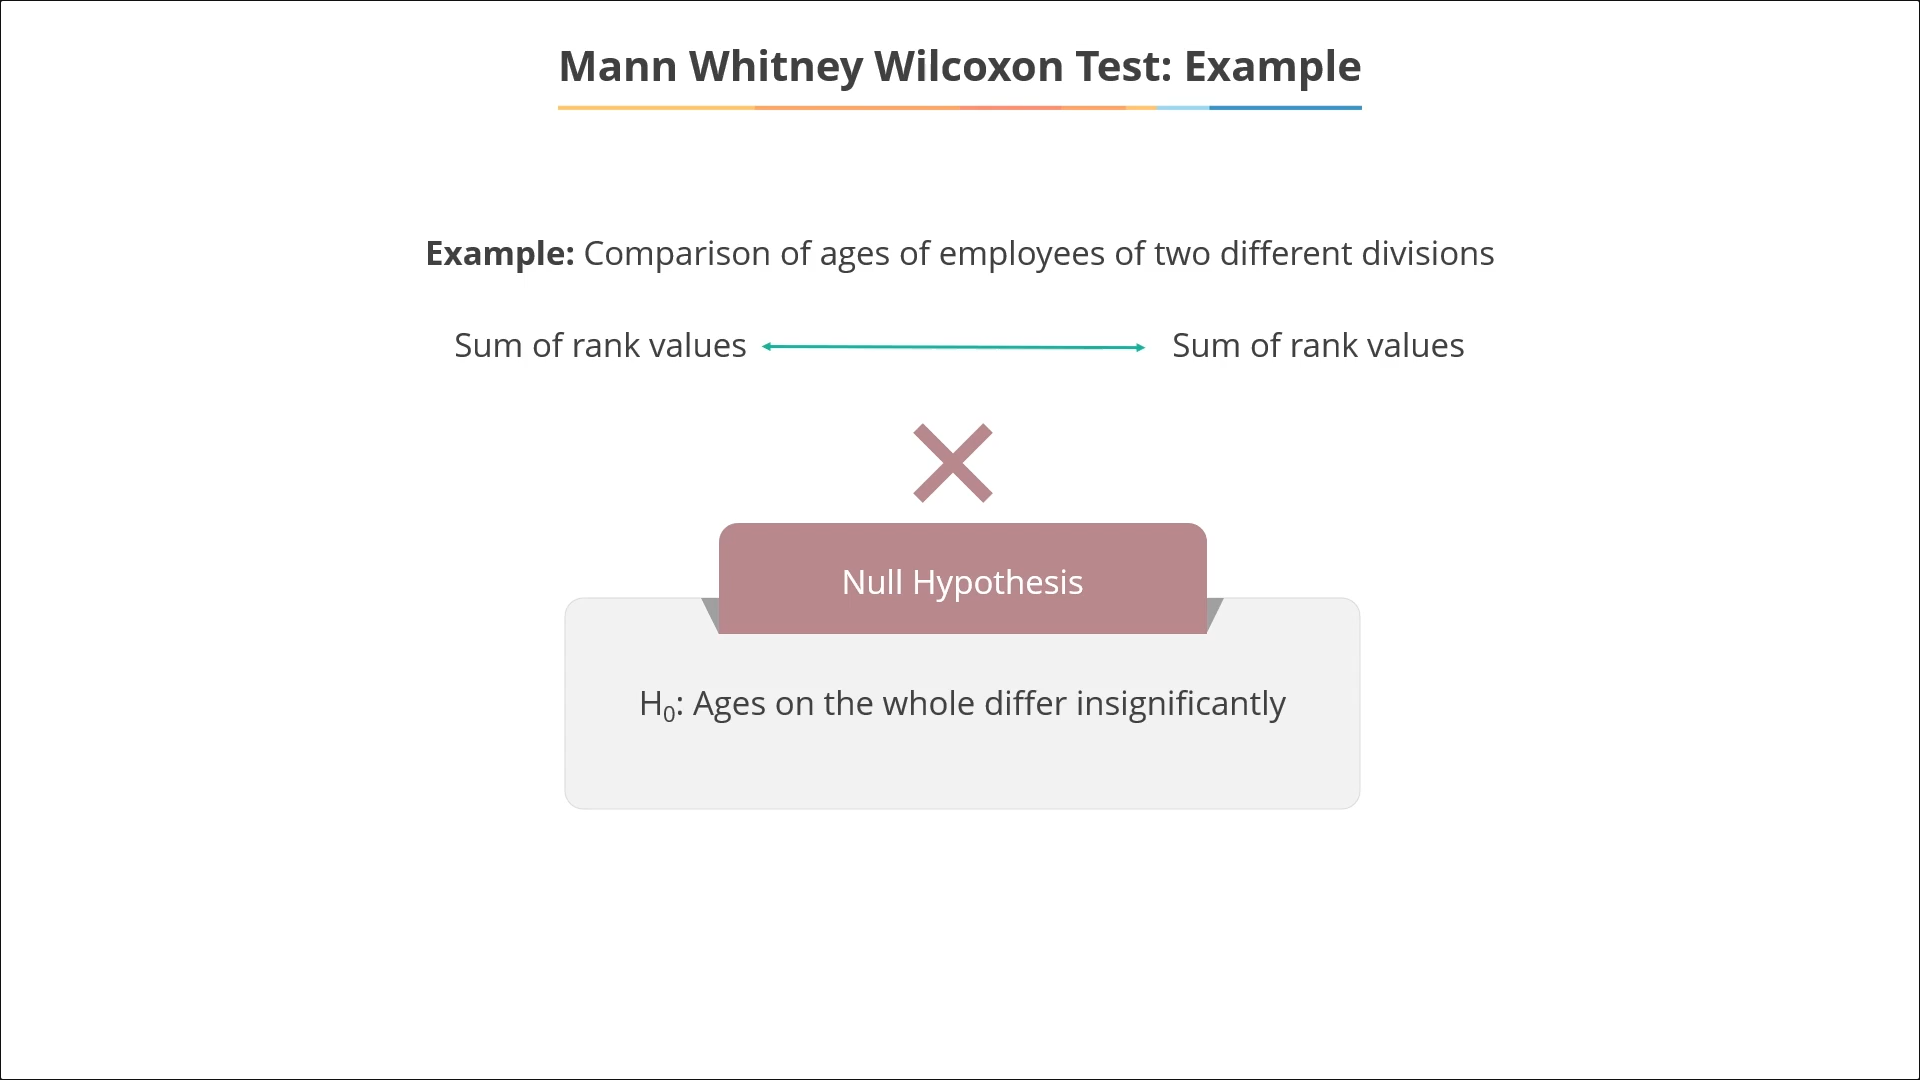 Mann Whitney Wilcoxon Test: Example
Example: Comparison of ages of employees of two different divisions
Sum of rank values Sum of rank values
Null Hypothesis
H₀: Ages on the whole differ insignificantly